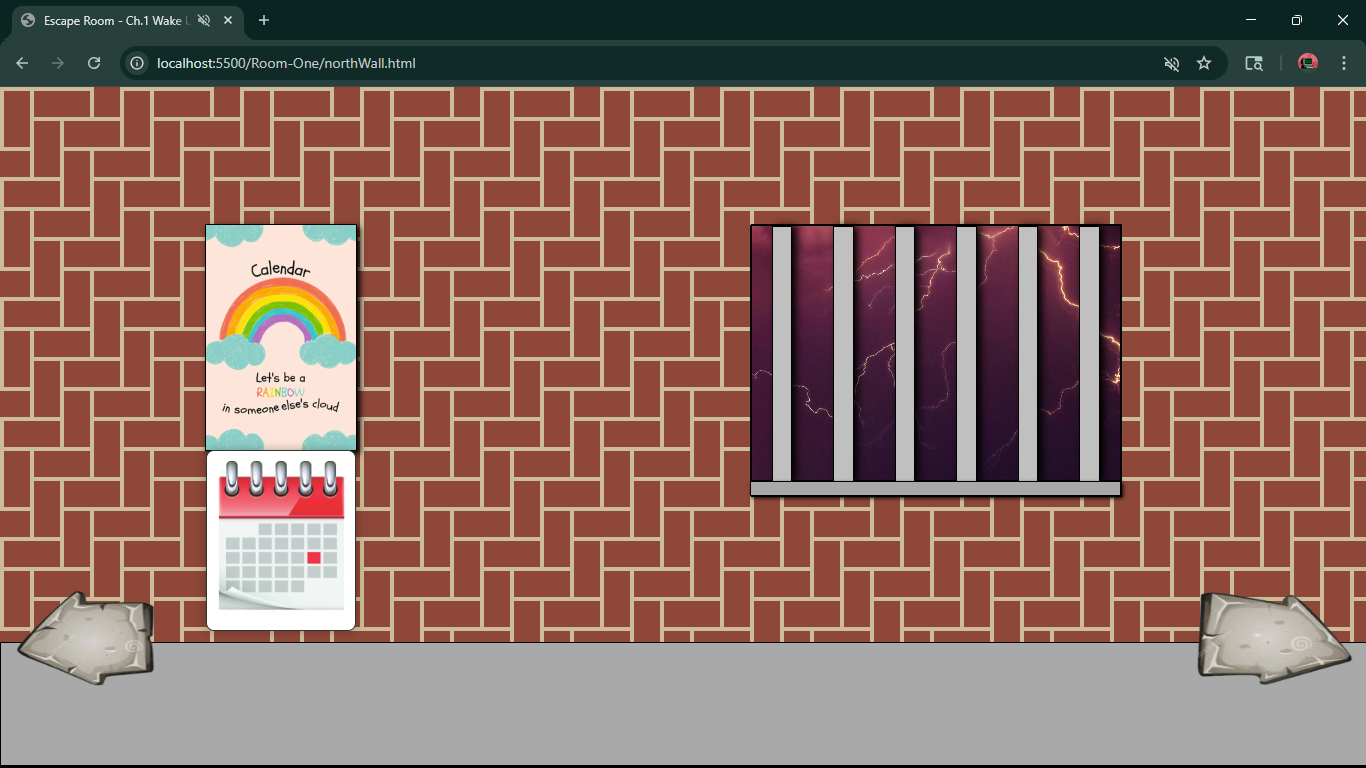 Escape Room - Ch.1 Wake
localhost:5500/Room-One/northWall.html
Calendar
Let's be a
RAINBOW
in someone else's cloud